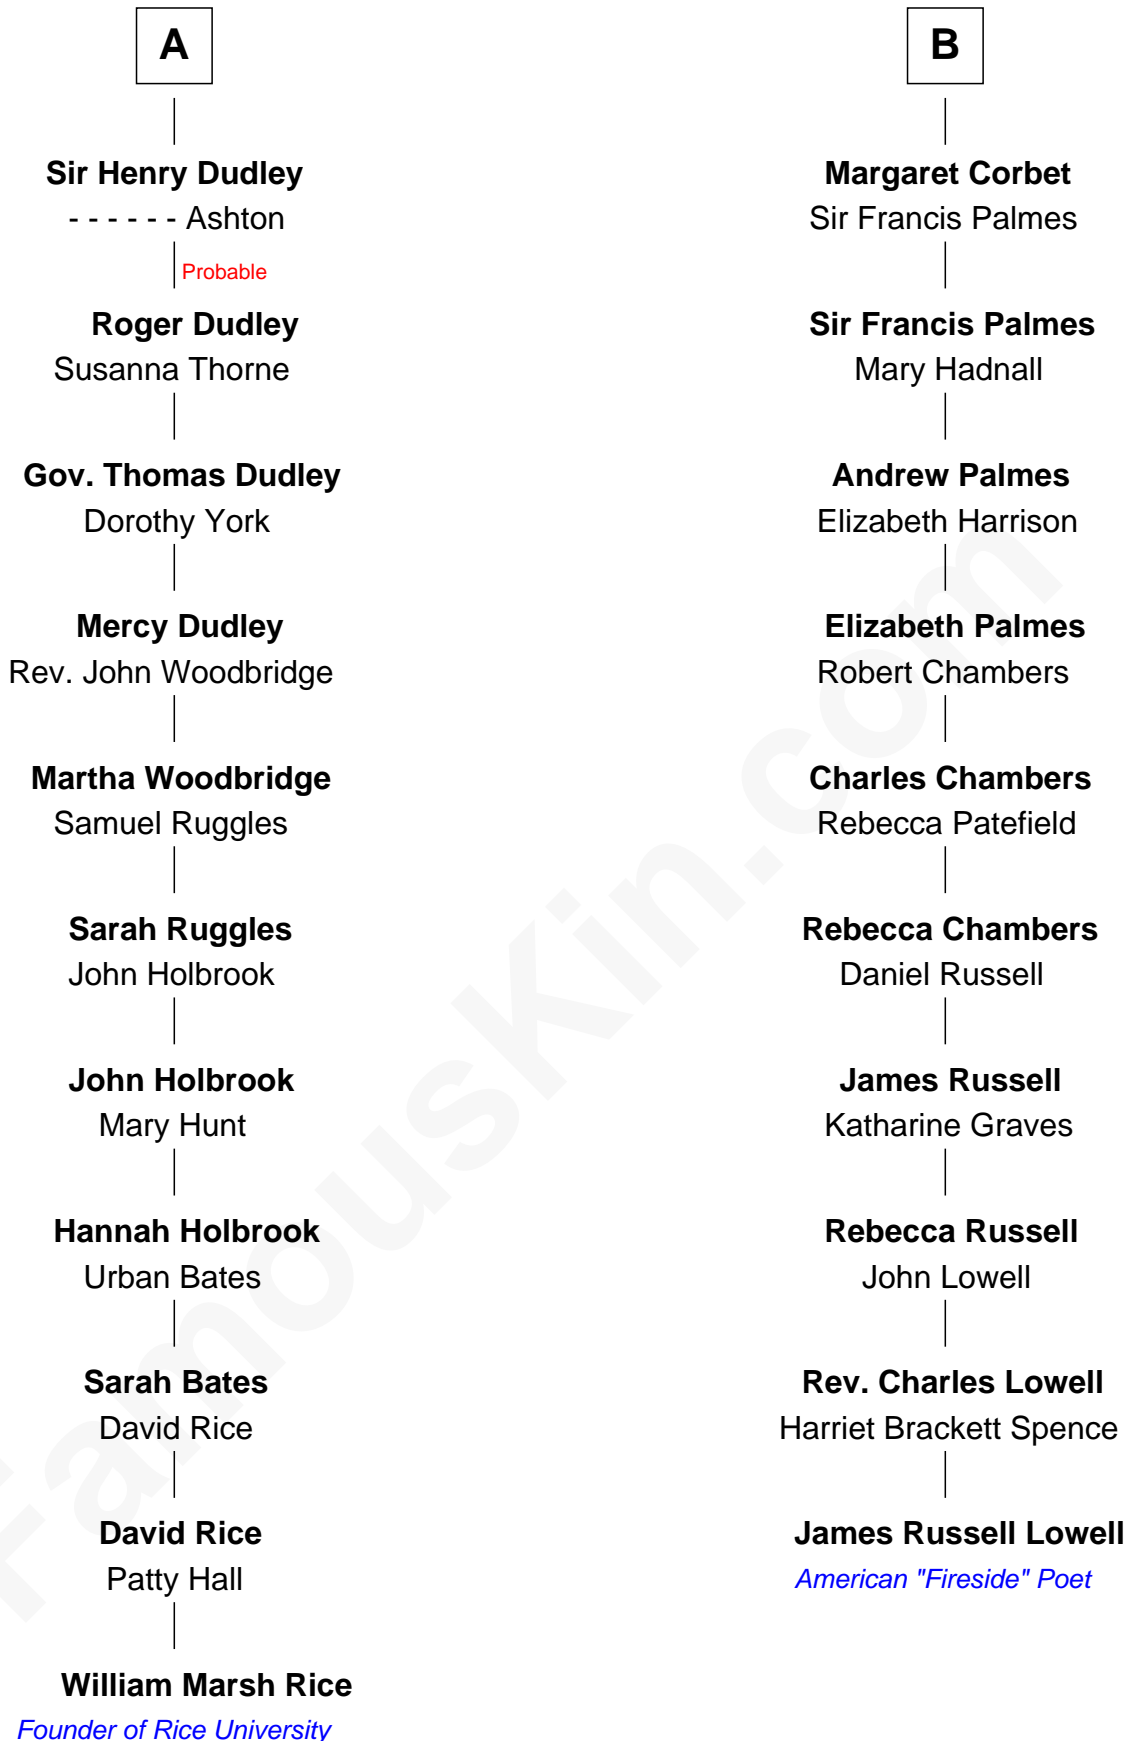 A
Sir Henry Dudley
- - - - - - Ashton
Probable
Roger Dudley
Susanna Thorne
Gov. Thomas Dudley
Dorothy York
Mercy Dudley
Rev. John Woodbridge
Martha Woodbridge
Samuel Ruggles
Sarah Ruggles
John Holbrook
John Holbrook
Mary Hunt
Hannah Holbrook
Urban Bates
Sarah Bates
David Rice
David Rice
Patty Hall
William Marsh Rice
Founder of Rice University
B
Margaret Corbet
Sir Francis Palmes
Sir Francis Palmes
Mary Hadnall
Andrew Palmes
Elizabeth Harrison
Elizabeth Palmes
Robert Chambers
Charles Chambers
Rebecca Patefield
Rebecca Chambers
Daniel Russell
James Russell
Katharine Graves
Rebecca Russell
John Lowell
Rev. Charles Lowell
Harriet Brackett Spence
James Russell Lowell
American "Fireside" Poet
FamousKin.com